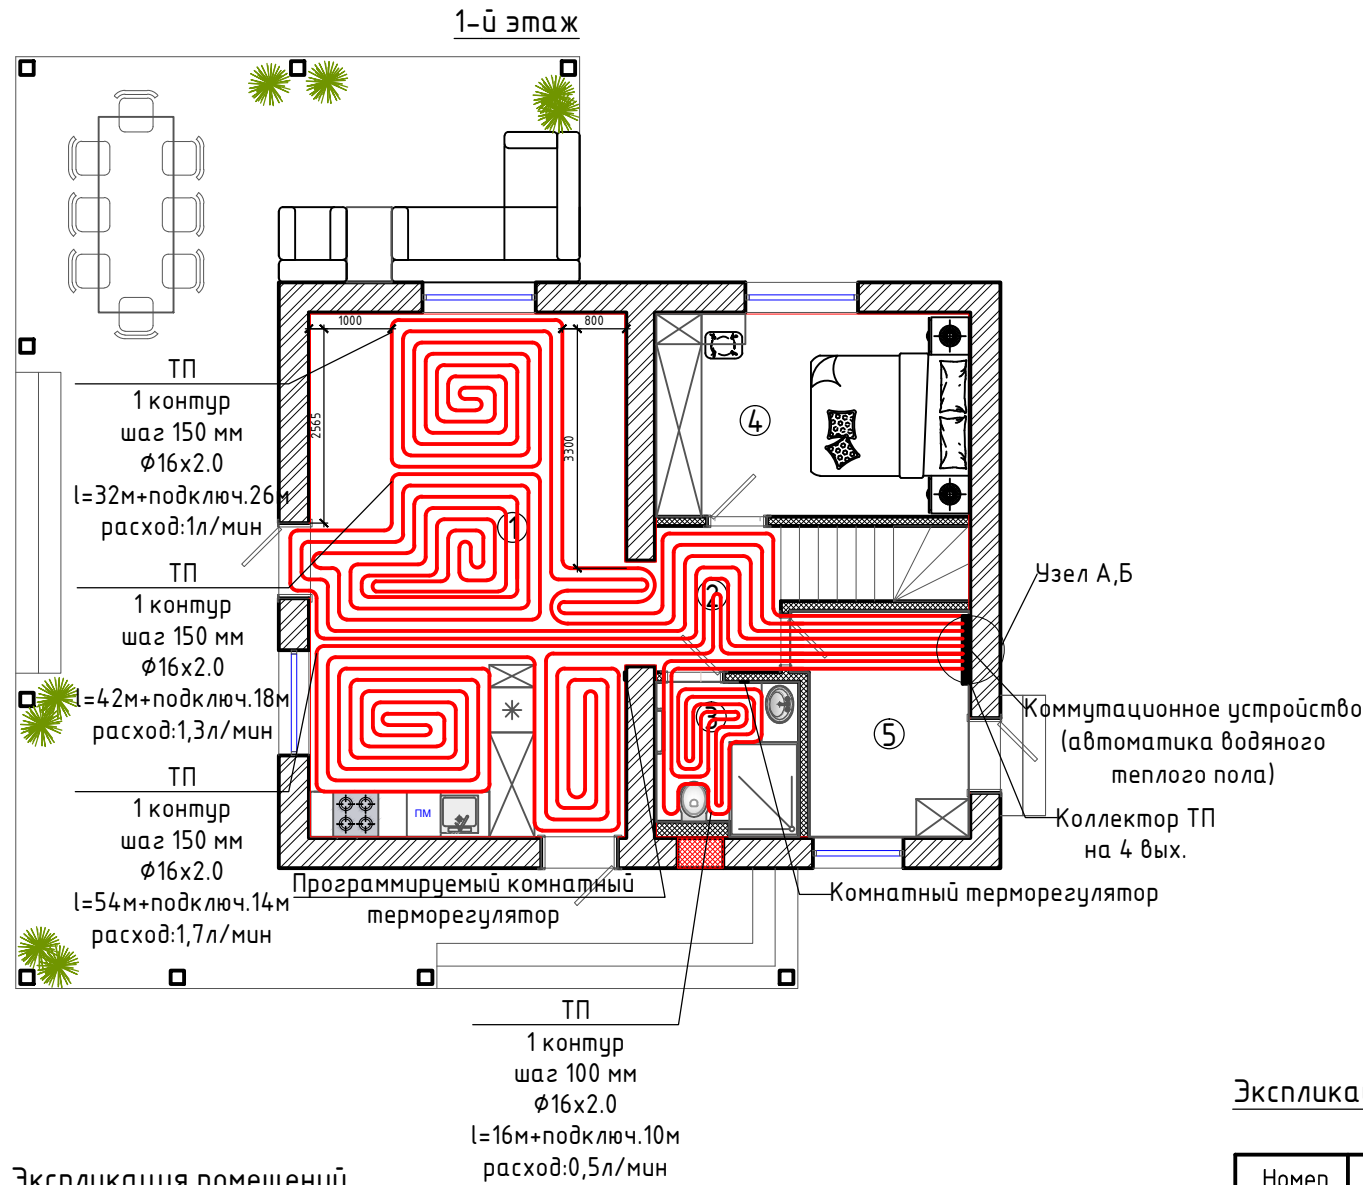 1-й этаж
1000
800
2565
3300
ТП
1 контур
шаг 150 мм
Ф16х2.0
l=32м+подключ.26м
расход:1л/мин
ТП
1 контур
шаг 150 мм
Ф16х2.0
l=42м+подключ.18м
расход:1,3л/мин
ТП
1 контур
шаг 150 мм
Ф16х2.0
l=54м+подключ.14м
расход:1,7л/мин
1
2
3
4
5
ПМ
Узел А,Б
Коммутационное устройство
(автоматика водяного
теплого пола)
Коллектор ТП
на 4 вых.
Комнатный терморегулятор
Программируемый комнатный
терморегулятор
ТП
1 контур
шаг 100 мм
Ф16х2.0
l=16м+подключ.10м
расход:0,5л/мин
Экспликация помещений
Эксплика
Номер